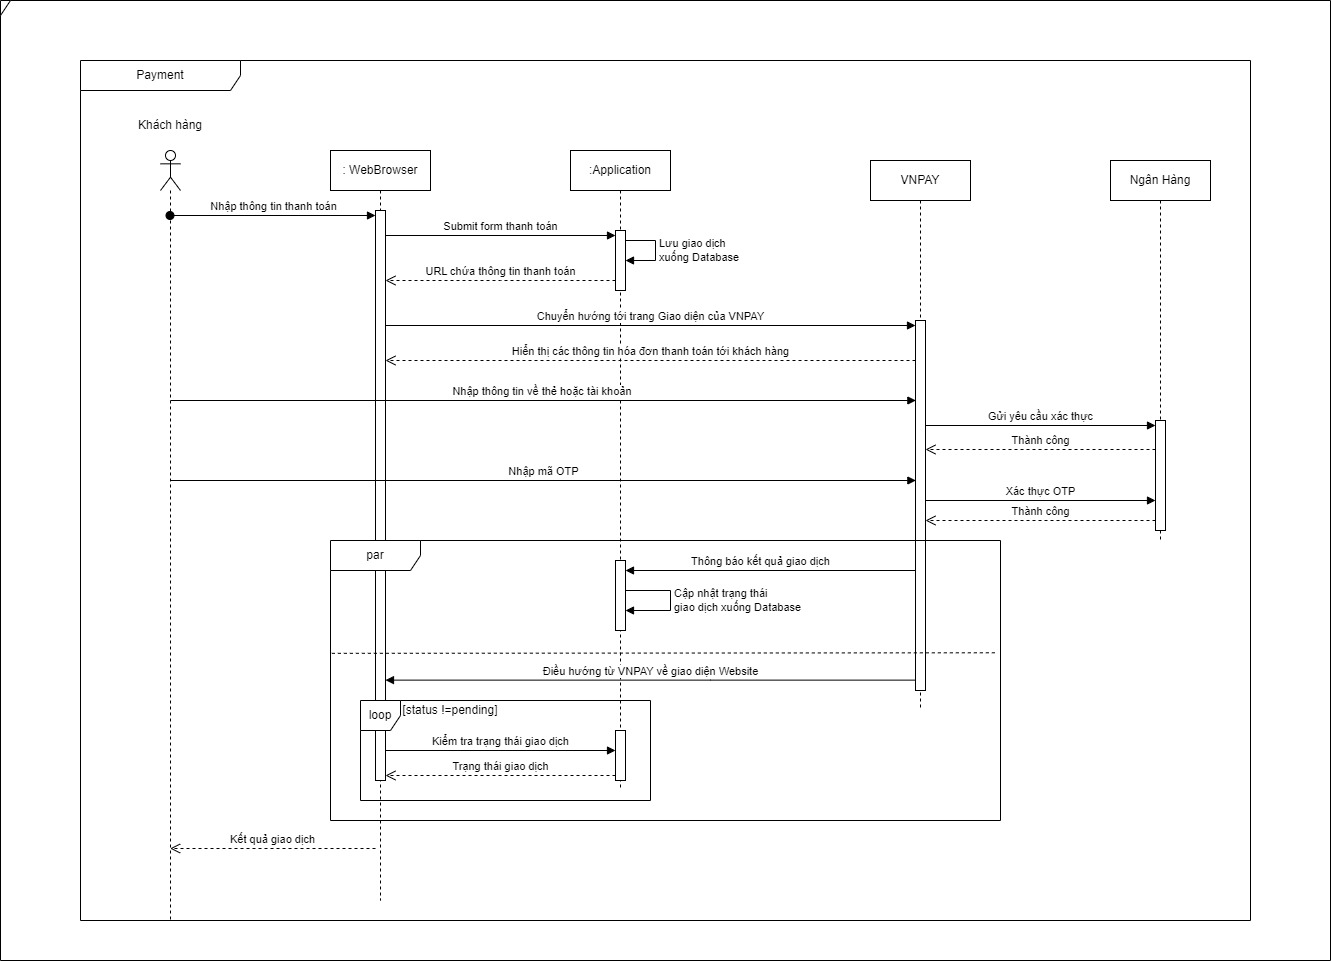 Payment
Khách hàng
: WebBrowser
:Application
VNPAY
Ngân Hàng
Nhập thông tin thanh toán
Submit form thanh toán
Lưu giao dịch
xuống Database
URL chứa thông tin thanh toán
Chuyển hướng tới trang Giao diện của VNPAY
Hiển thị các thông tin hóa đơn thanh toán tới khách hàng
Nhập thông tin về thẻ hoặc tài khoản
Gửi yêu cầu xác thực
Thành công
Nhập mã OTP
Xác thực OTP
Thành công
par
Thông báo kết quả giao dịch
Cập nhật trạng thái
giao dịch xuống Database
Điều hướng từ VNPAY về giao diện Website
loop
[status !=pending]
Kiểm tra trạng thái giao dịch
Trạng thái giao dịch
Kết quả giao dịch